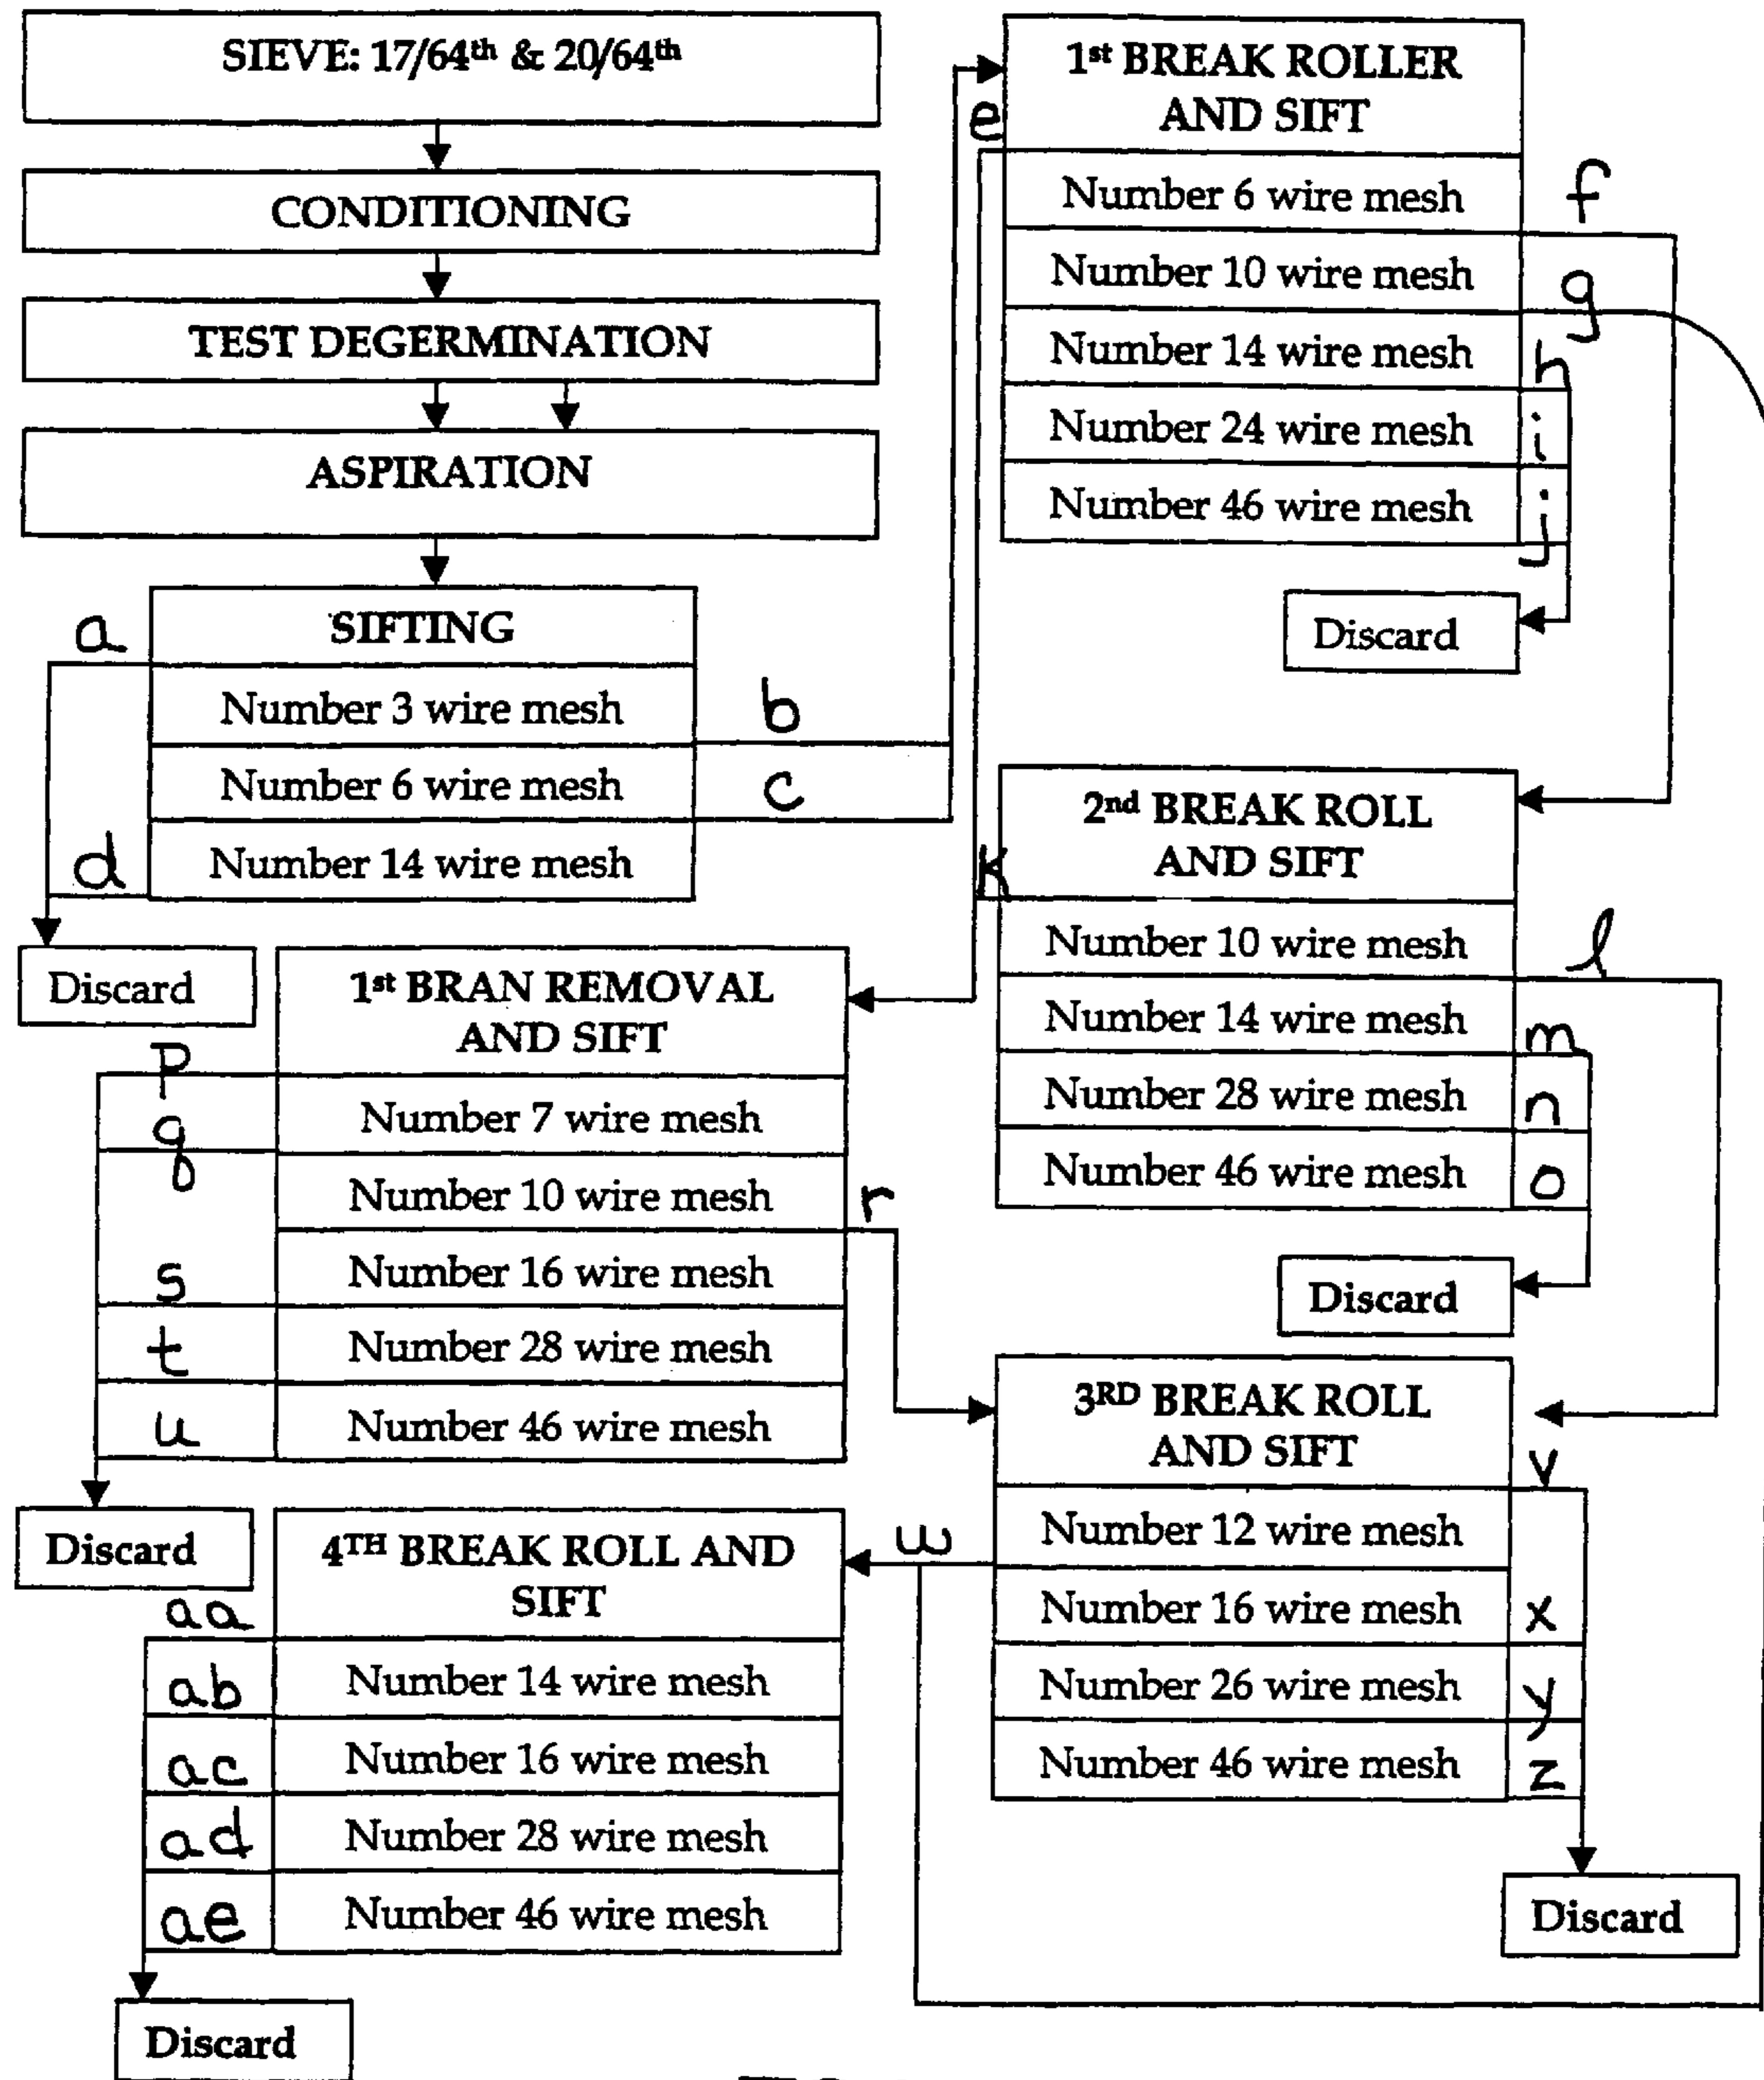 SIEVE: 17/64th & 20/64th
CONDITIONING
TEST DEGERMINATION
ASPIRATION
SIFTING
a
Number 3 wire mesh
b
Number 6 wire mesh
c
Number 14 wire mesh
d
Discard
1st BREAK ROLLER
AND SIFT
e
Number 6 wire mesh
f
Number 10 wire mesh
g
Number 14 wire mesh
h
Number 24 wire mesh
i
Number 46 wire mesh
j
Discard
2nd BREAK ROLL
AND SIFT
k
Number 10 wire mesh
l
Number 14 wire mesh
m
Number 28 wire mesh
n
Number 46 wire mesh
o
Discard
1st BRAN REMOVAL
AND SIFT
p
Number 7 wire mesh
q
Number 10 wire mesh
r
Number 16 wire mesh
s
Number 28 wire mesh
t
Number 46 wire mesh
u
Discard
3RD BREAK ROLL
AND SIFT
v
Number 12 wire mesh
w
Number 16 wire mesh
x
Number 26 wire mesh
y
Number 46 wire mesh
z
Discard
4TH BREAK ROLL AND
SIFT
aa
Number 14 wire mesh
ab
Number 16 wire mesh
ac
Number 28 wire mesh
ad
Number 46 wire mesh
ae
Discard